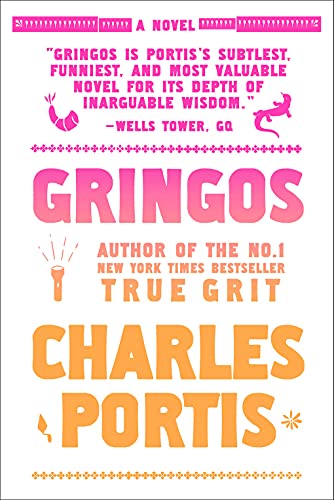 A NOVEL
"GRINGOS IS PORTIS'S SUBTLEST,
FUNNIEST, AND MOST VALUABLE
NOVEL FOR ITS DEPTH OF
INARGUABLE WISDOM."
—WELLS TOWER, GQ
GRINGOS
AUTHOR OF THE NO.1
NEW YORK TIMES BESTSELLER
TRUE GRIT
CHARLES
PORTIS